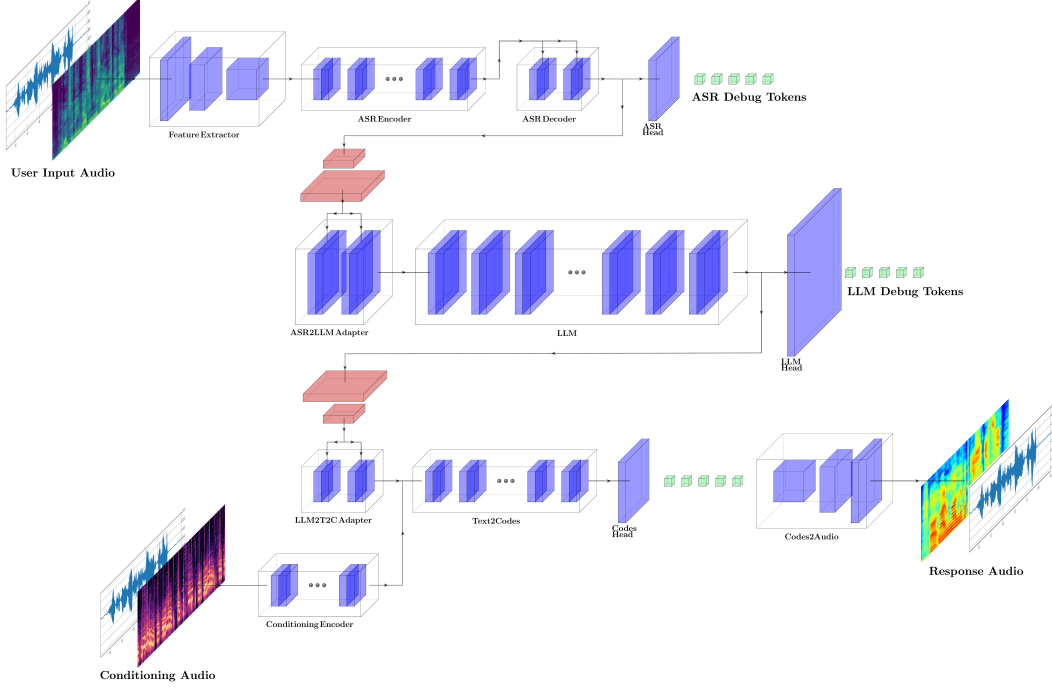 User Input Audio
Feature Extractor
ASR Encoder
ASR Decoder
ASR
Head
ASR Debug Tokens
ASR2LLM Adapter
LLM
LLM
Head
LLM Debug Tokens
LLM2T2C Adapter
Text2Codes
Codes
Head
Codes2Audio
Response Audio
Conditioning Encoder
Conditioning Audio